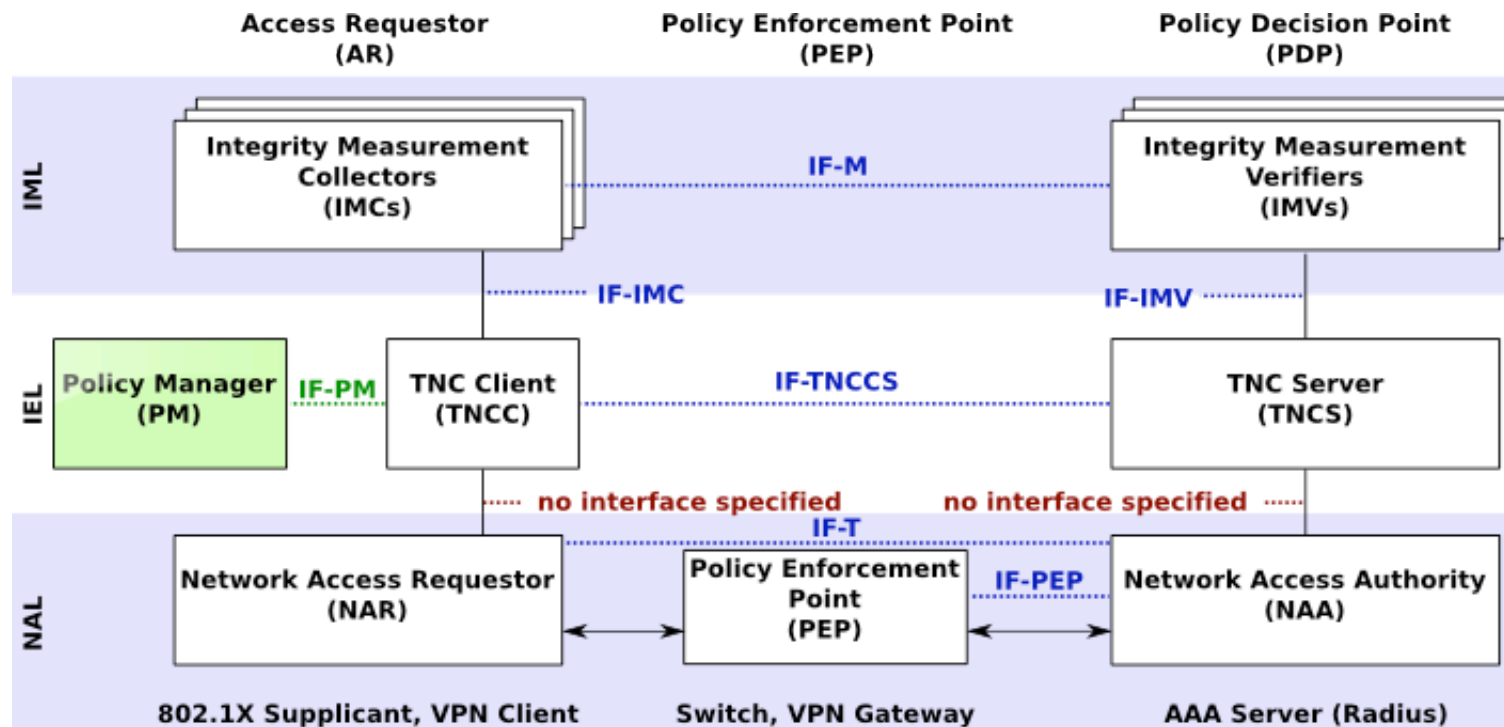 Access Requestor
(AR)
Policy Enforcement Point
(PEP)
Policy Decision Point
(PDP)
IML
Integrity Measurement
Collectors
(IMCs)
IF-M
Integrity Measurement
Verifiers
(IMVs)
IF-IMC
IF-IMV
IEL
Policy Manager
(PM)
IF-PM
TNC Client
(TNCC)
IF-TNCCS
TNC Server
(TNCS)
no interface specified
no interface specified
NAL
IF-T
Network Access Requestor
(NAR)
Policy Enforcement
Point
(PEP)
IF-PEP
Network Access Authority
(NAA)
802.1X Supplicant, VPN Client
Switch, VPN Gateway
AAA Server (Radius)